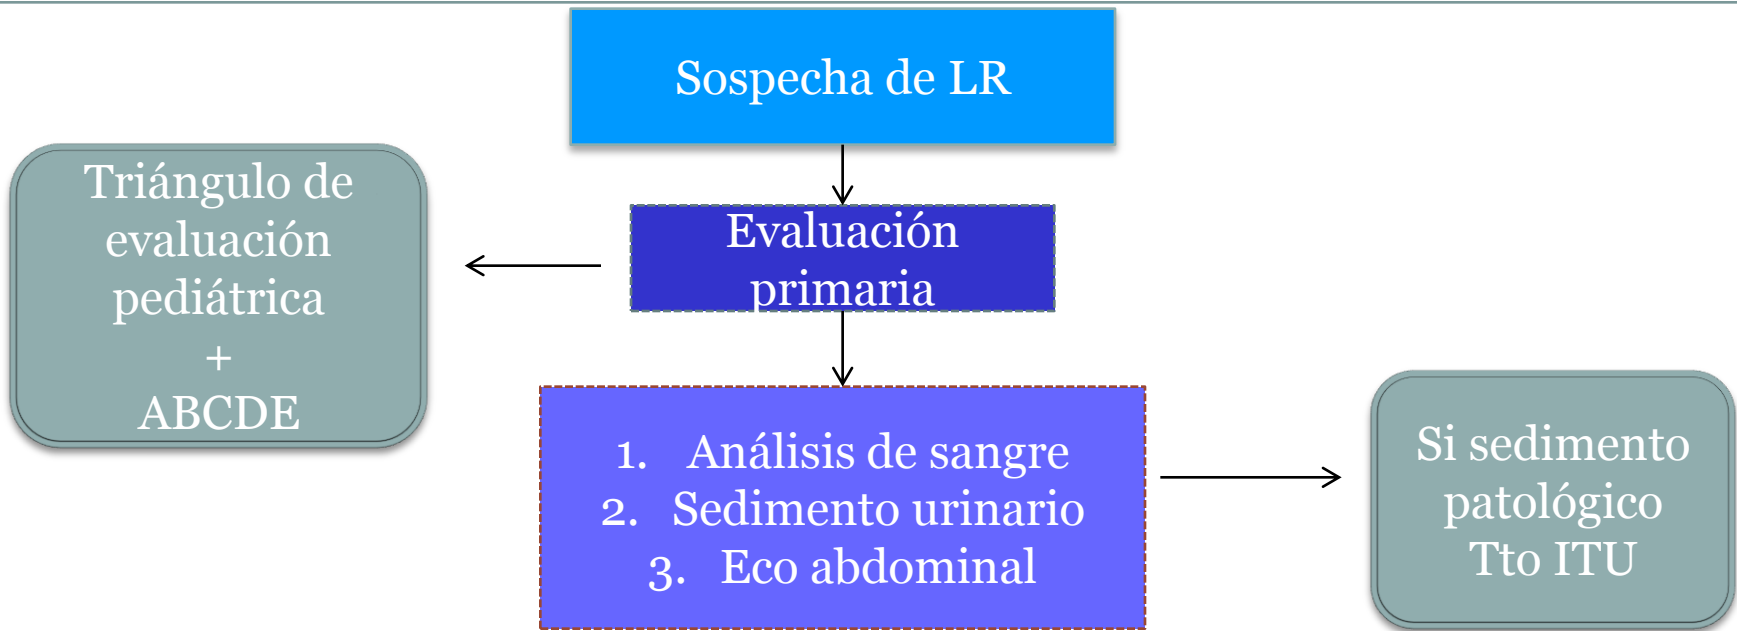 Sospecha de LR
Triángulo de
evaluación
pediátrica
+
ABCDE
Evaluación
primaria
1. Análisis de sangre
2. Sedimento urinario
3. Eco abdominal
Si sedimento
patológico
Tto ITU